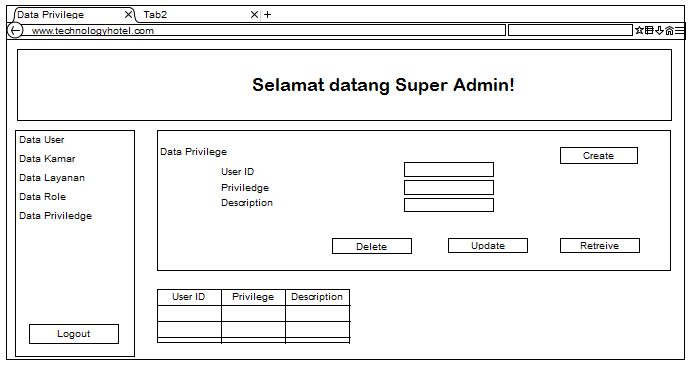 Data Privilege
Tab2
www.technologyhotel.com
Selamat datang Super Admin!
Data User
Data Kamar
Data Layanan
Data Role
Data Priviledge
Logout
Data Privilege
Create
User ID
Priviledge
Description
Delete
Update
Retreive
User ID Privilege Description